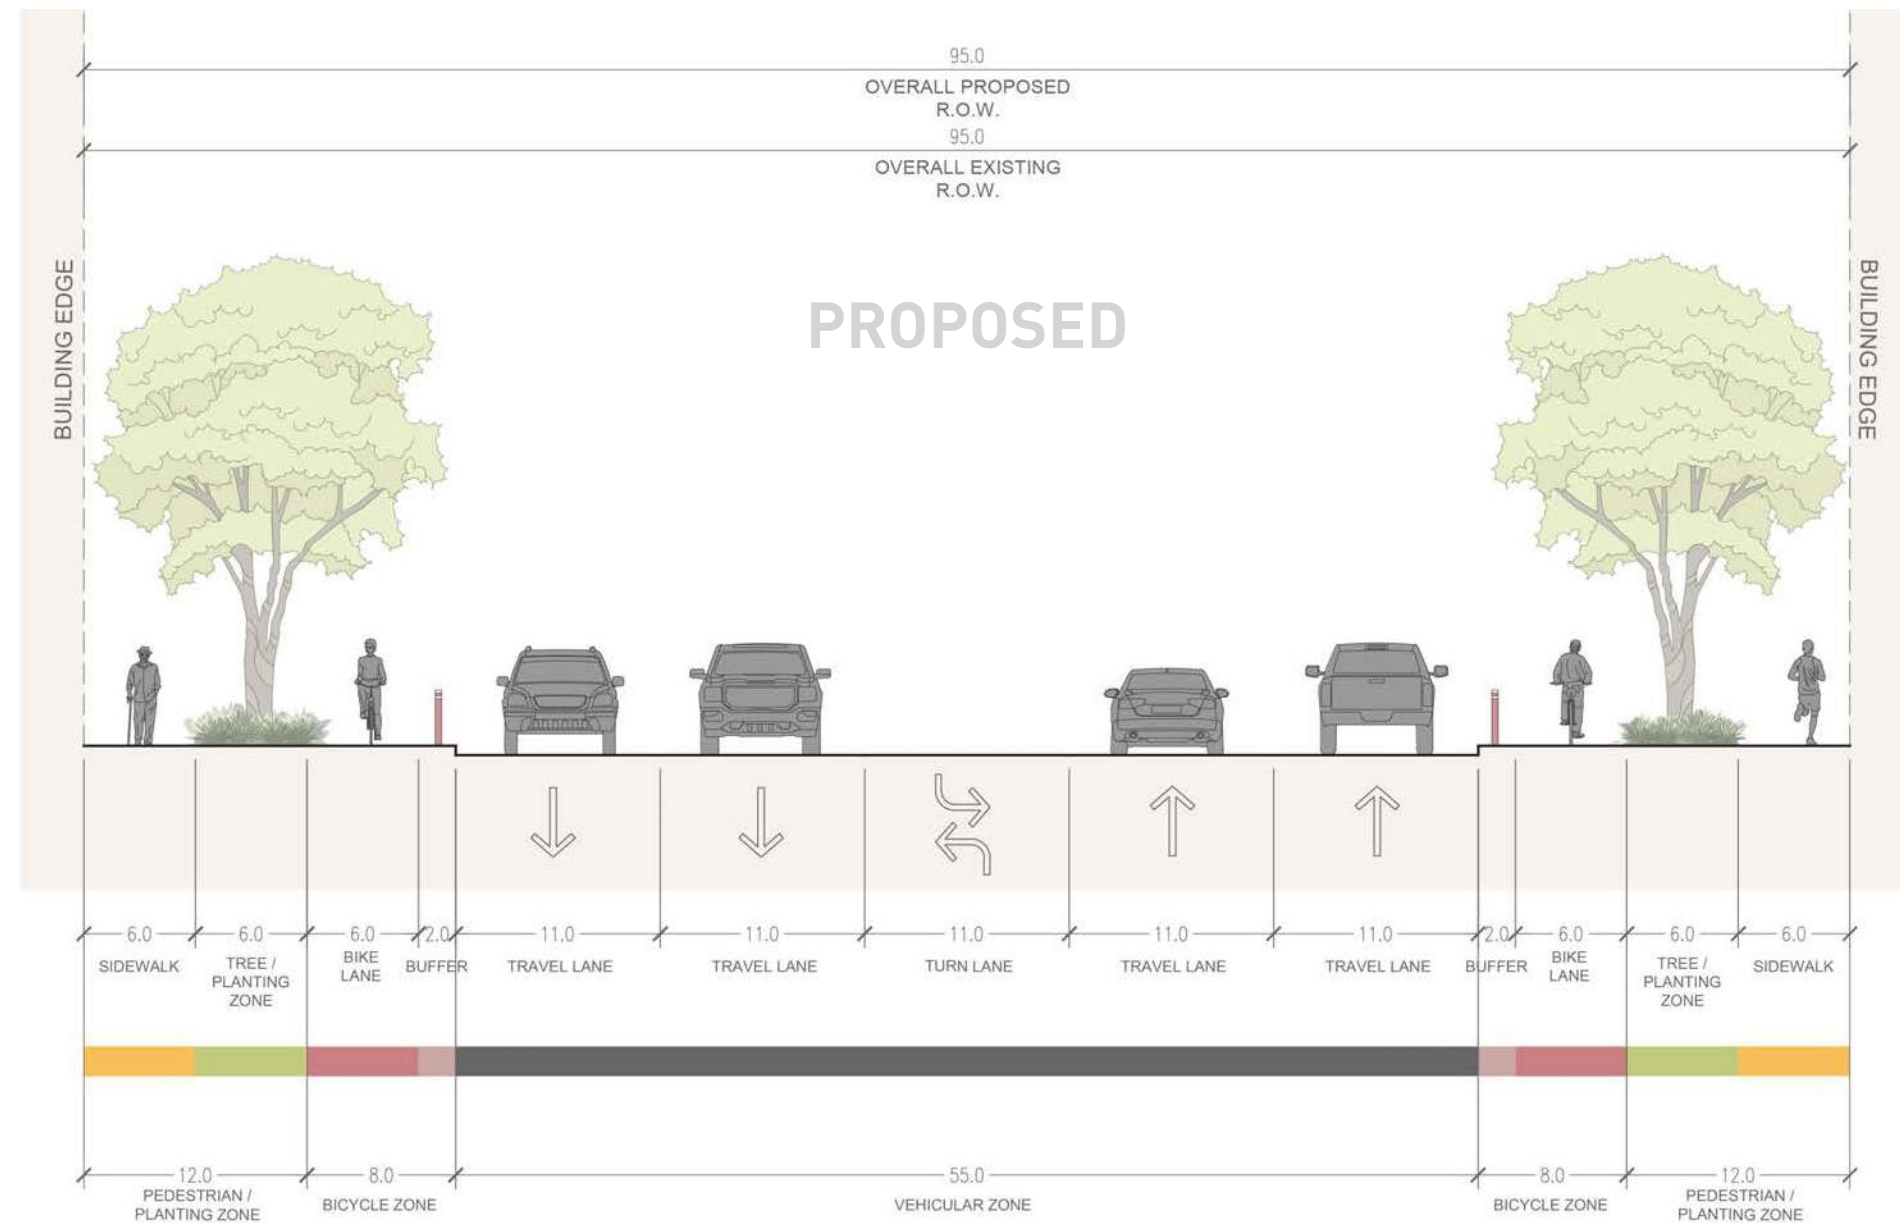 95.0
OVERALL PROPOSED
R.O.W.
95.0
OVERALL EXISTING
R.O.W.
BUILDING EDGE
PROPOSED
BUILDING EDGE
6.0
6.0
6.0
2.0
11.0
11.0
11.0
11.0
11.0
2.0
6.0
6.0
6.0
SIDEWALK
TREE /
PLANTING
ZONE
BIKE
LANE
BUFFER
TRAVEL LANE
TRAVEL LANE
TURN LANE
TRAVEL LANE
TRAVEL LANE
BUFFER
BIKE
LANE
TREE /
PLANTING
ZONE
SIDEWALK
12.0
PEDESTRIAN /
PLANTING ZONE
8.0
BICYCLE ZONE
55.0
VEHICULAR ZONE
8.0
BICYCLE ZONE
12.0
PEDESTRIAN /
PLANTING ZONE